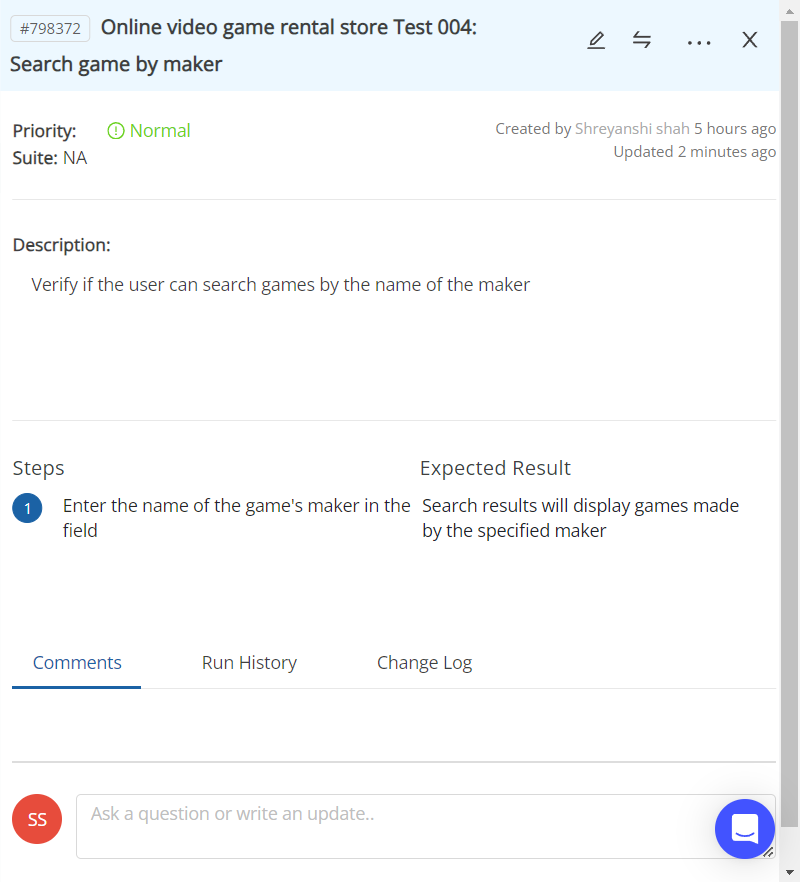 #798372 Online video game rental store Test 004:
Search game by maker
Priority: Normal
Created by Shreyanshi shah 5 hours ago
Suite: NA
Updated 2 minutes ago
Description:
Verify if the user can search games by the name of the maker
Steps
Expected Result
1 Enter the name of the game's maker in the
field
Search results will display games made
by the specified maker
Comments Run History Change Log
SS
Ask a question or write an update..